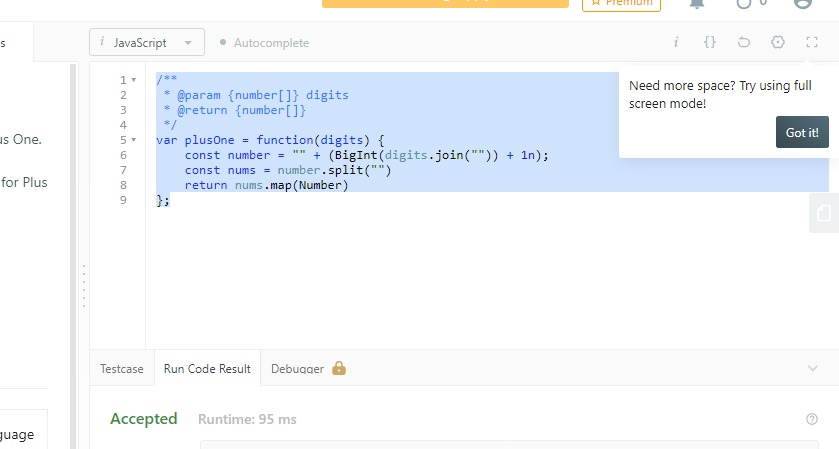 Premium
0
s
i JavaScript
Autocomplete
i {}
Need more space? Try using full
screen mode!
Got it!
us One.
for Plus
guage
1 /**
2 * @param {number[]} digits
3 * @return {number[]}
4 */
5 var plusOne = function(digits) {
6 const number = "" + (BigInt(digits.join("")) + 1n);
7 const nums = number.split("")
8 return nums.map(Number)
9 };
Testcase Run Code Result Debugger
Accepted Runtime: 95 ms